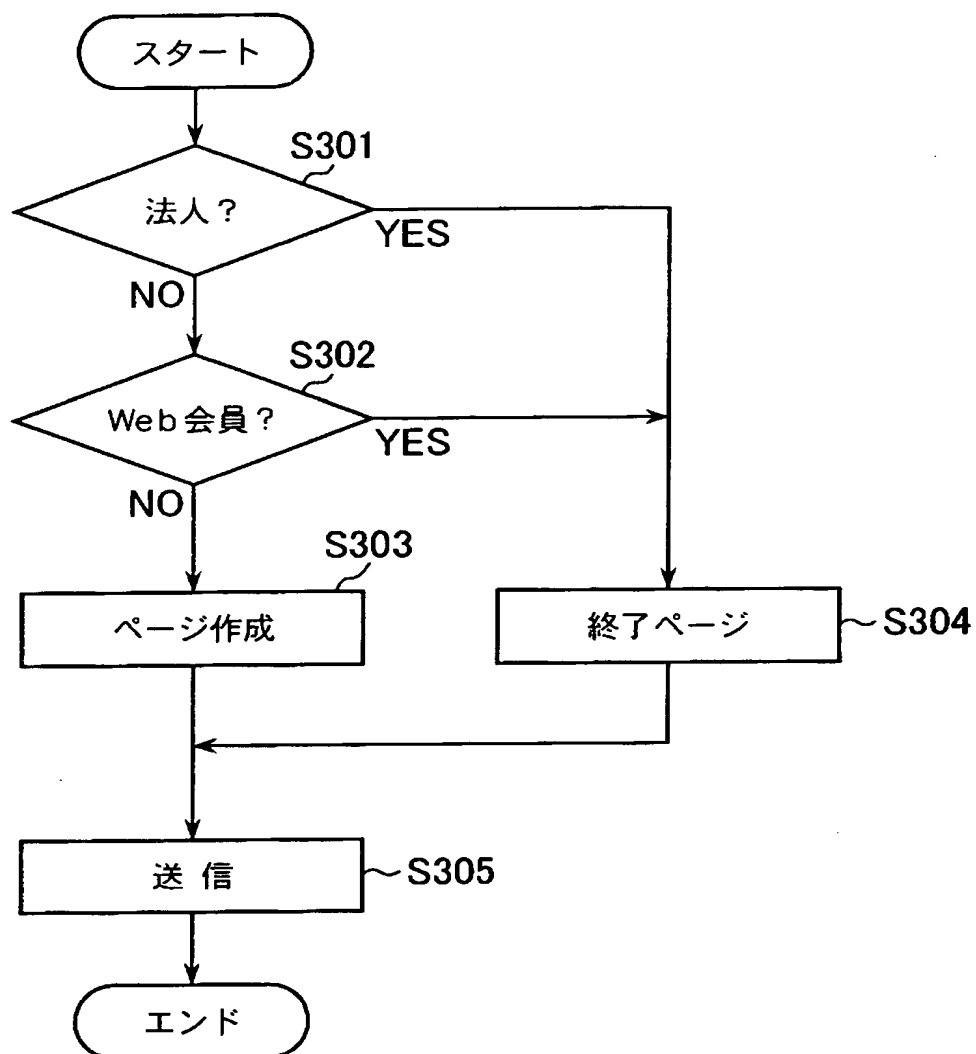 スタート
S301
法人？
YES
NO
S302
Web会員？
YES
NO
S303
ページ作成
終了ページ
S304
送信
S305
エンド